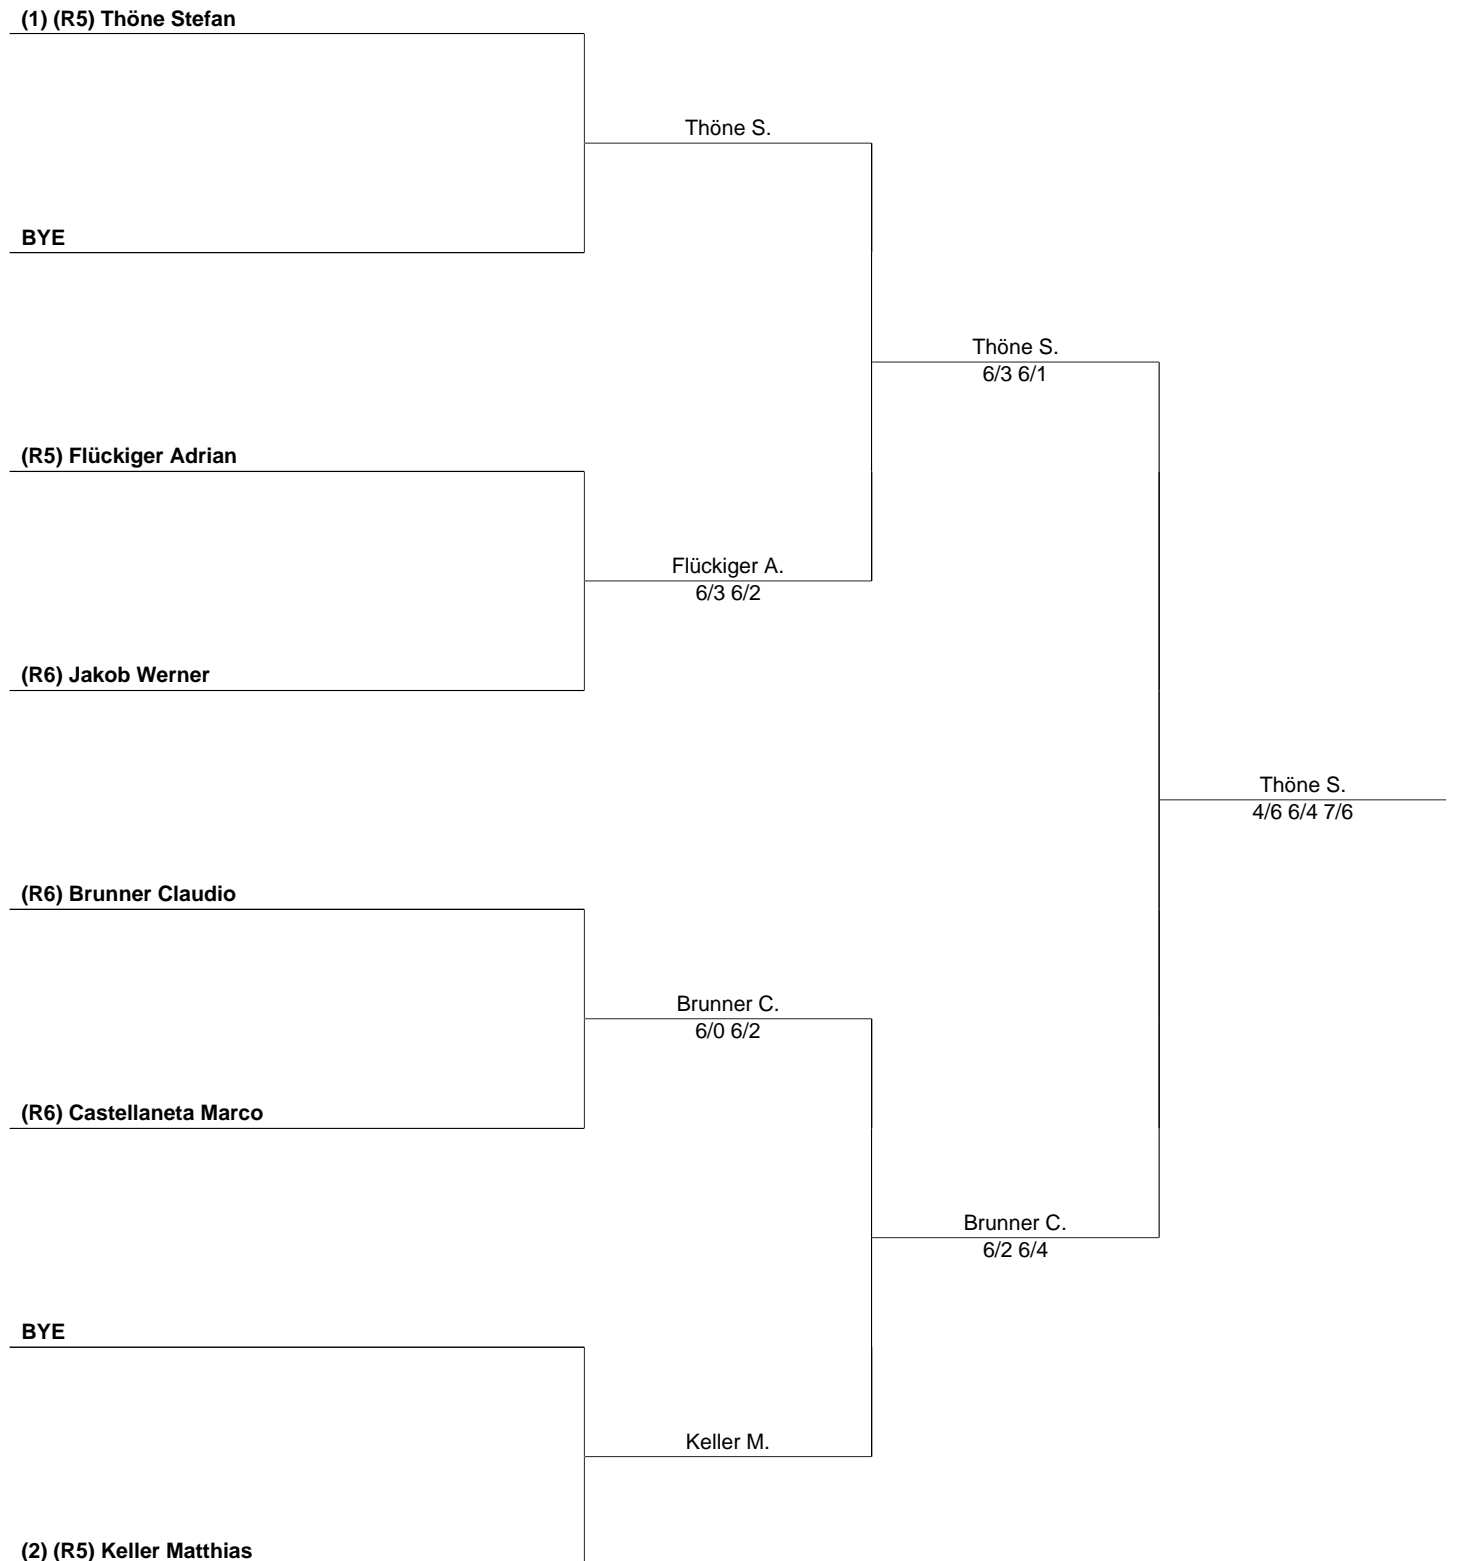 (1) (R5) Thöne Stefan
Thöne S.
BYE
Thöne S.
6/3 6/1
(R5) Flückiger Adrian
Flückiger A.
6/3 6/2
(R6) Jakob Werner
Thöne S.
4/6 6/4 7/6
(R6) Brunner Claudio
Brunner C.
6/0 6/2
(R6) Castellaneta Marco
Brunner C.
6/2 6/4
BYE
Keller M.
(2) (R5) Keller Matthias